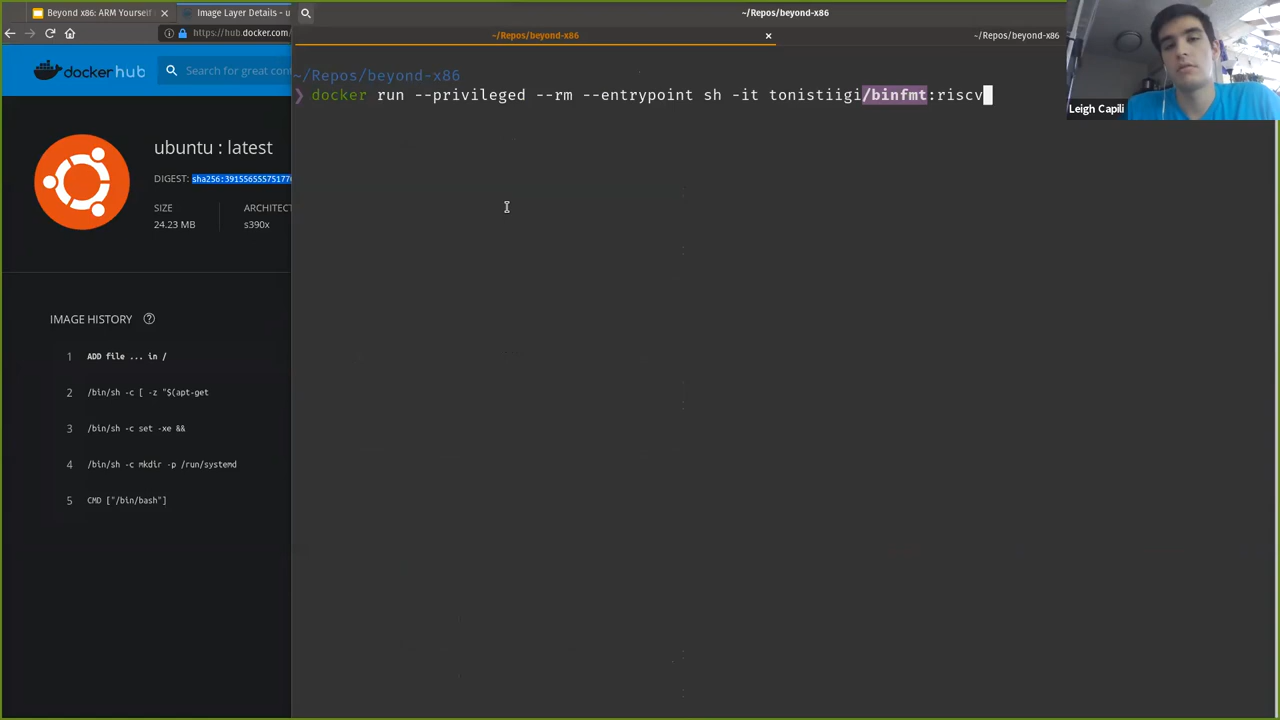 Beyond x86: ARM Yourself
Image Layer Details - u
https://hub.docker.com/
docker hub
Search for great con
ubuntu : latest
DIGEST: sha256:3915565557517
SIZE
24.23 MB
ARCHITECT
s390x
IMAGE HISTORY
1 ADD file ... in /
2 /bin/sh -c [ -z "$(apt-get
3 /bin/sh -c set -xe &&
4 /bin/sh -c mkdir -p /run/systemd
5 CMD ["/bin/bash"]
~/Repos/beyond-x86
~/Repos/beyond-x86
~/Repos/beyond-x86
~/Repos/beyond-x86
❯ docker run --privileged --rm --entrypoint sh -it tonistiigi/binfmt:riscv
Leigh Capili